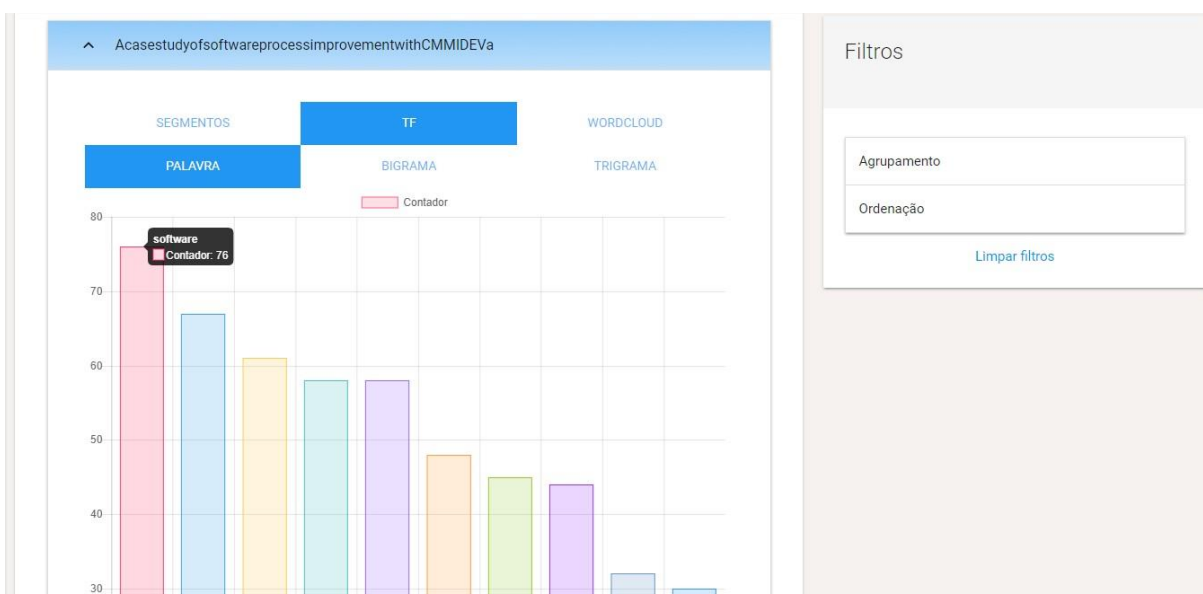 AcasestudyofsoftwareprocessimprovementwithCMMIDEVa
SEGMENTOS TF WORDCLOUD
PALAVRA BIGRAMA TRIGRAMA
Contador
80
software
Contador: 76
70
60
50
40
30
Filtros
Agrupamento
Ordenação
Limpar filtros